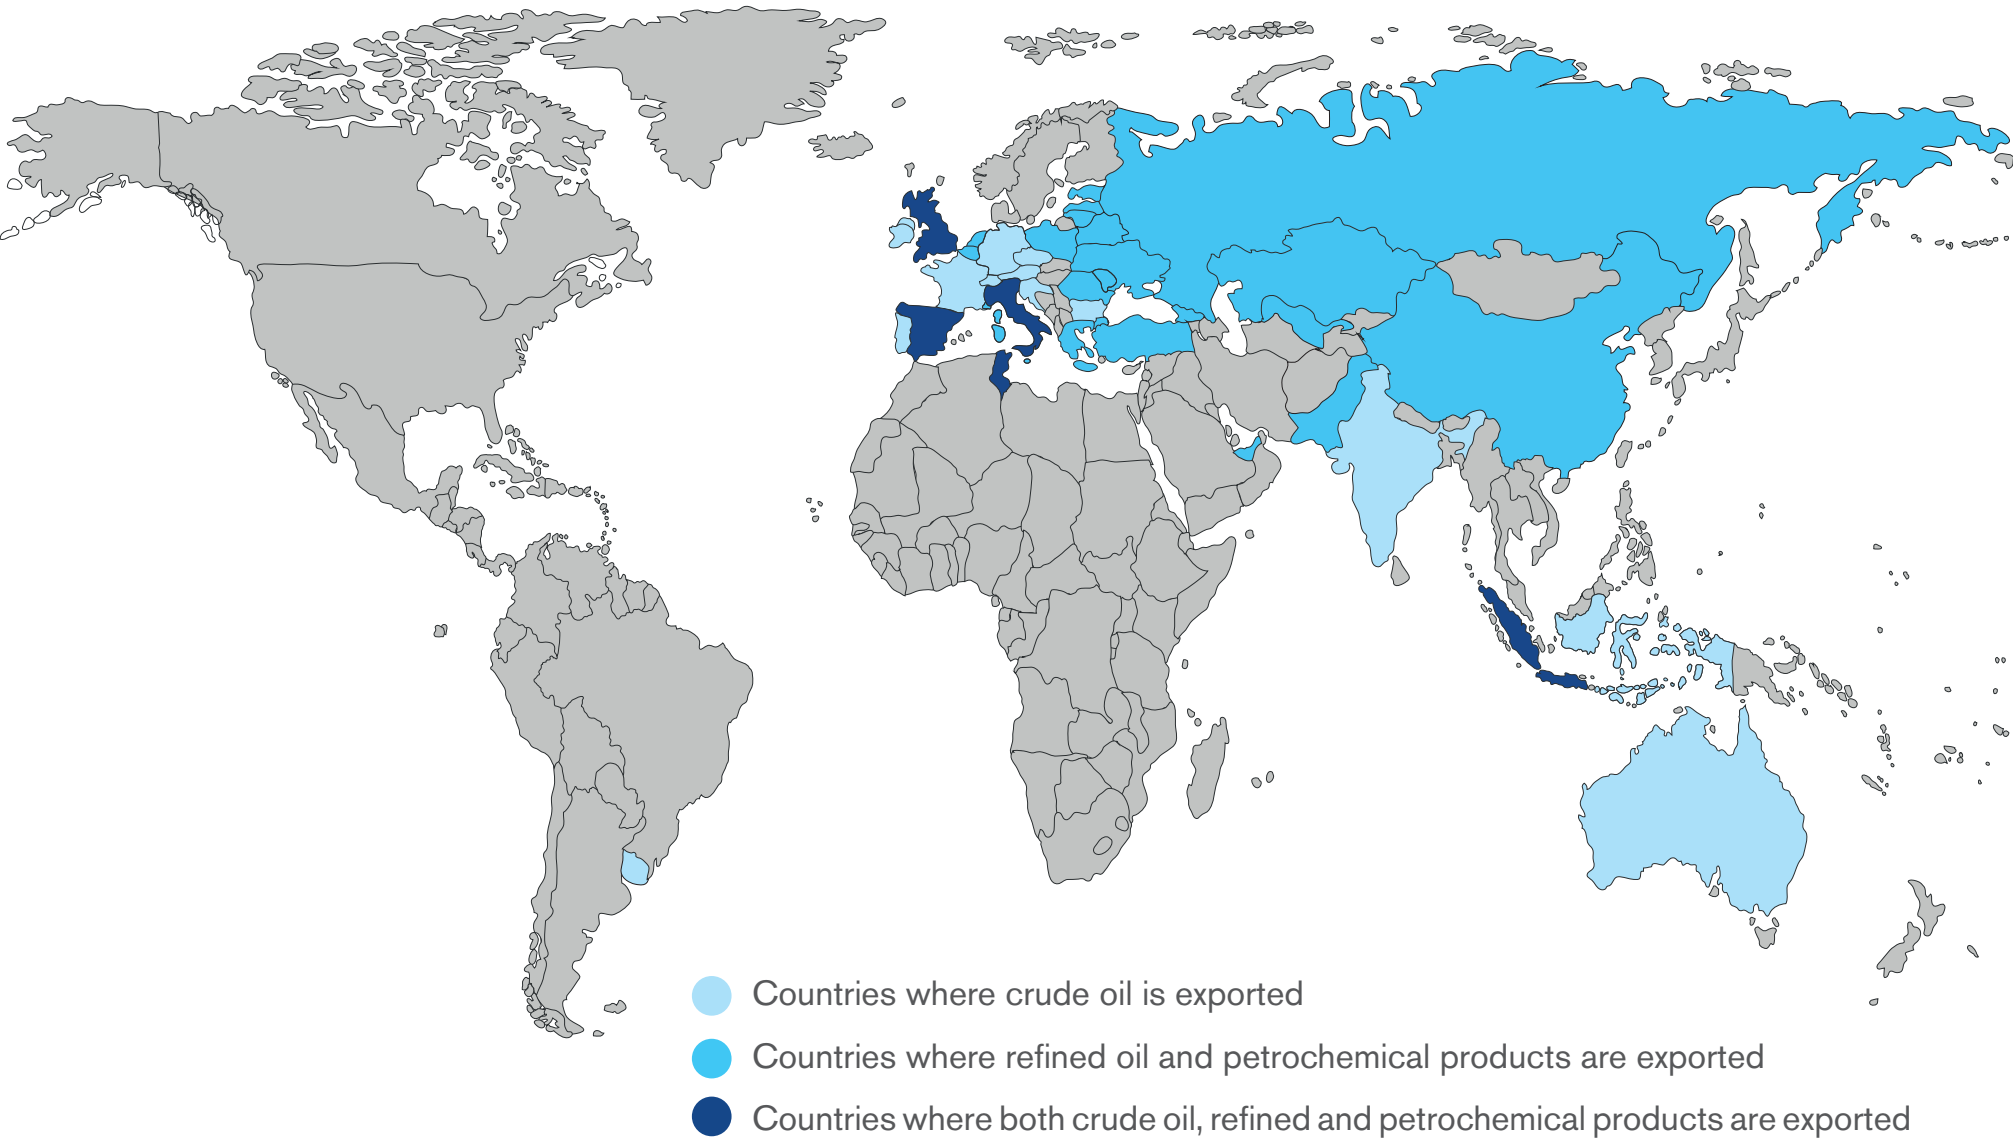 Countries where crude oil is exported
Countries where refined oil and petrochemical products are exported
Countries where both crude oil, refined and petrochemical products are exported